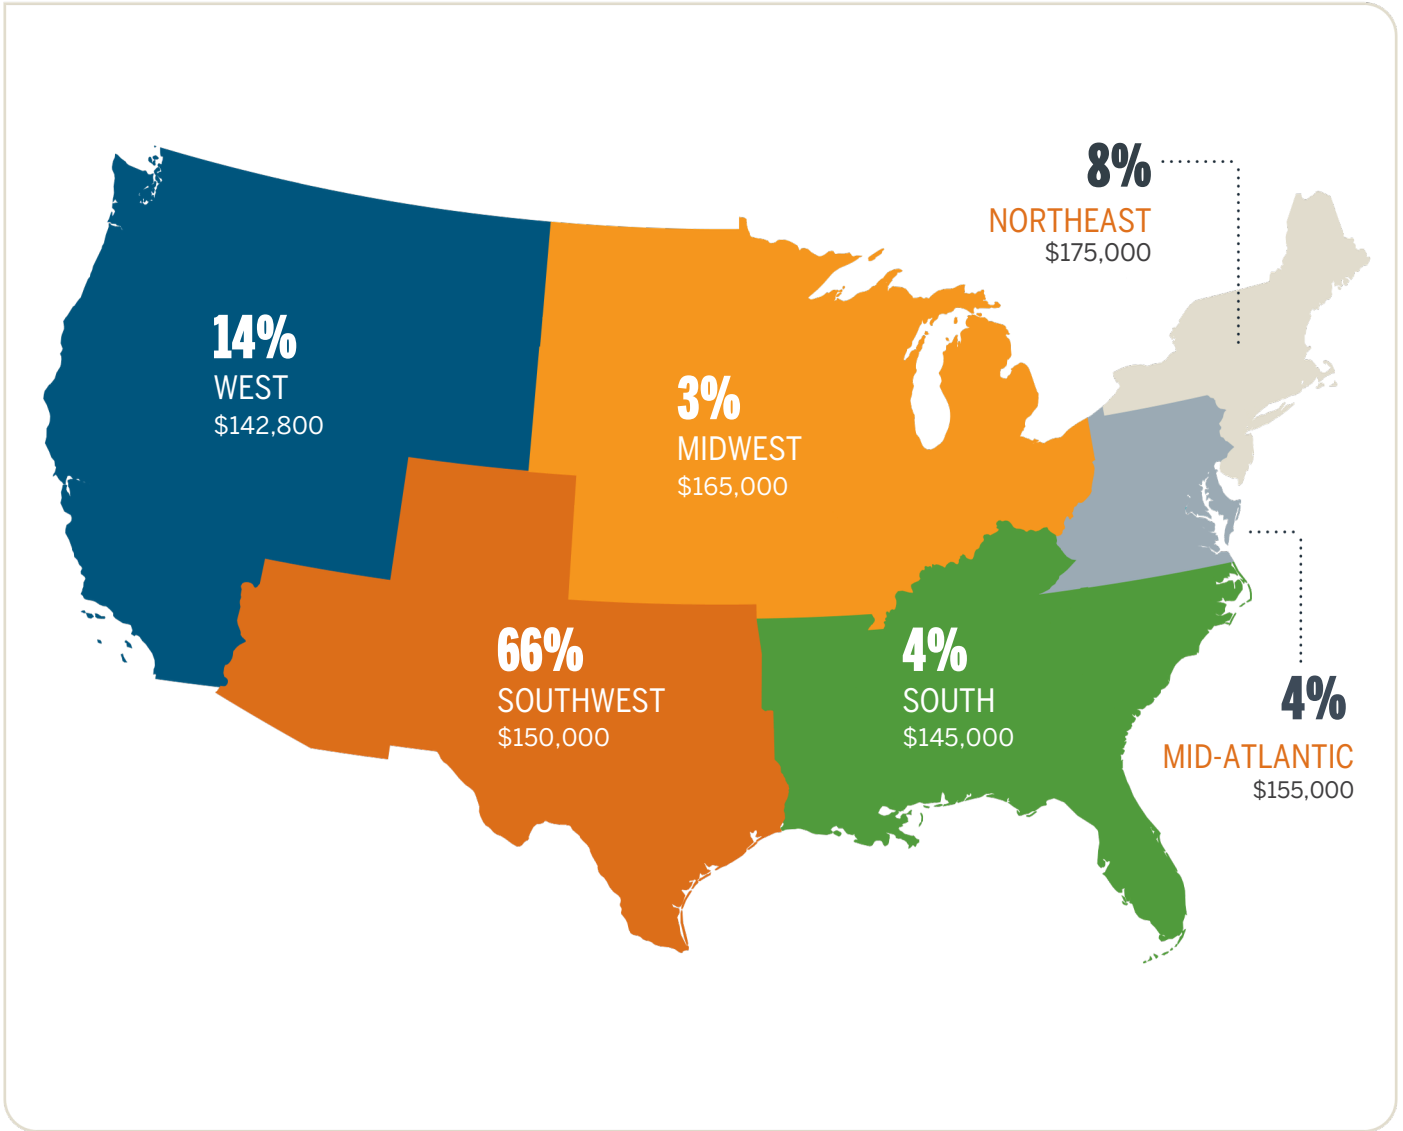 8%
NORTHEAST
$175,000
14%
WEST
$142,800
3%
MIDWEST
$165,000
66%
SOUTHWEST
$150,000
4%
SOUTH
$145,000
4%
MID-ATLANTIC
$155,000